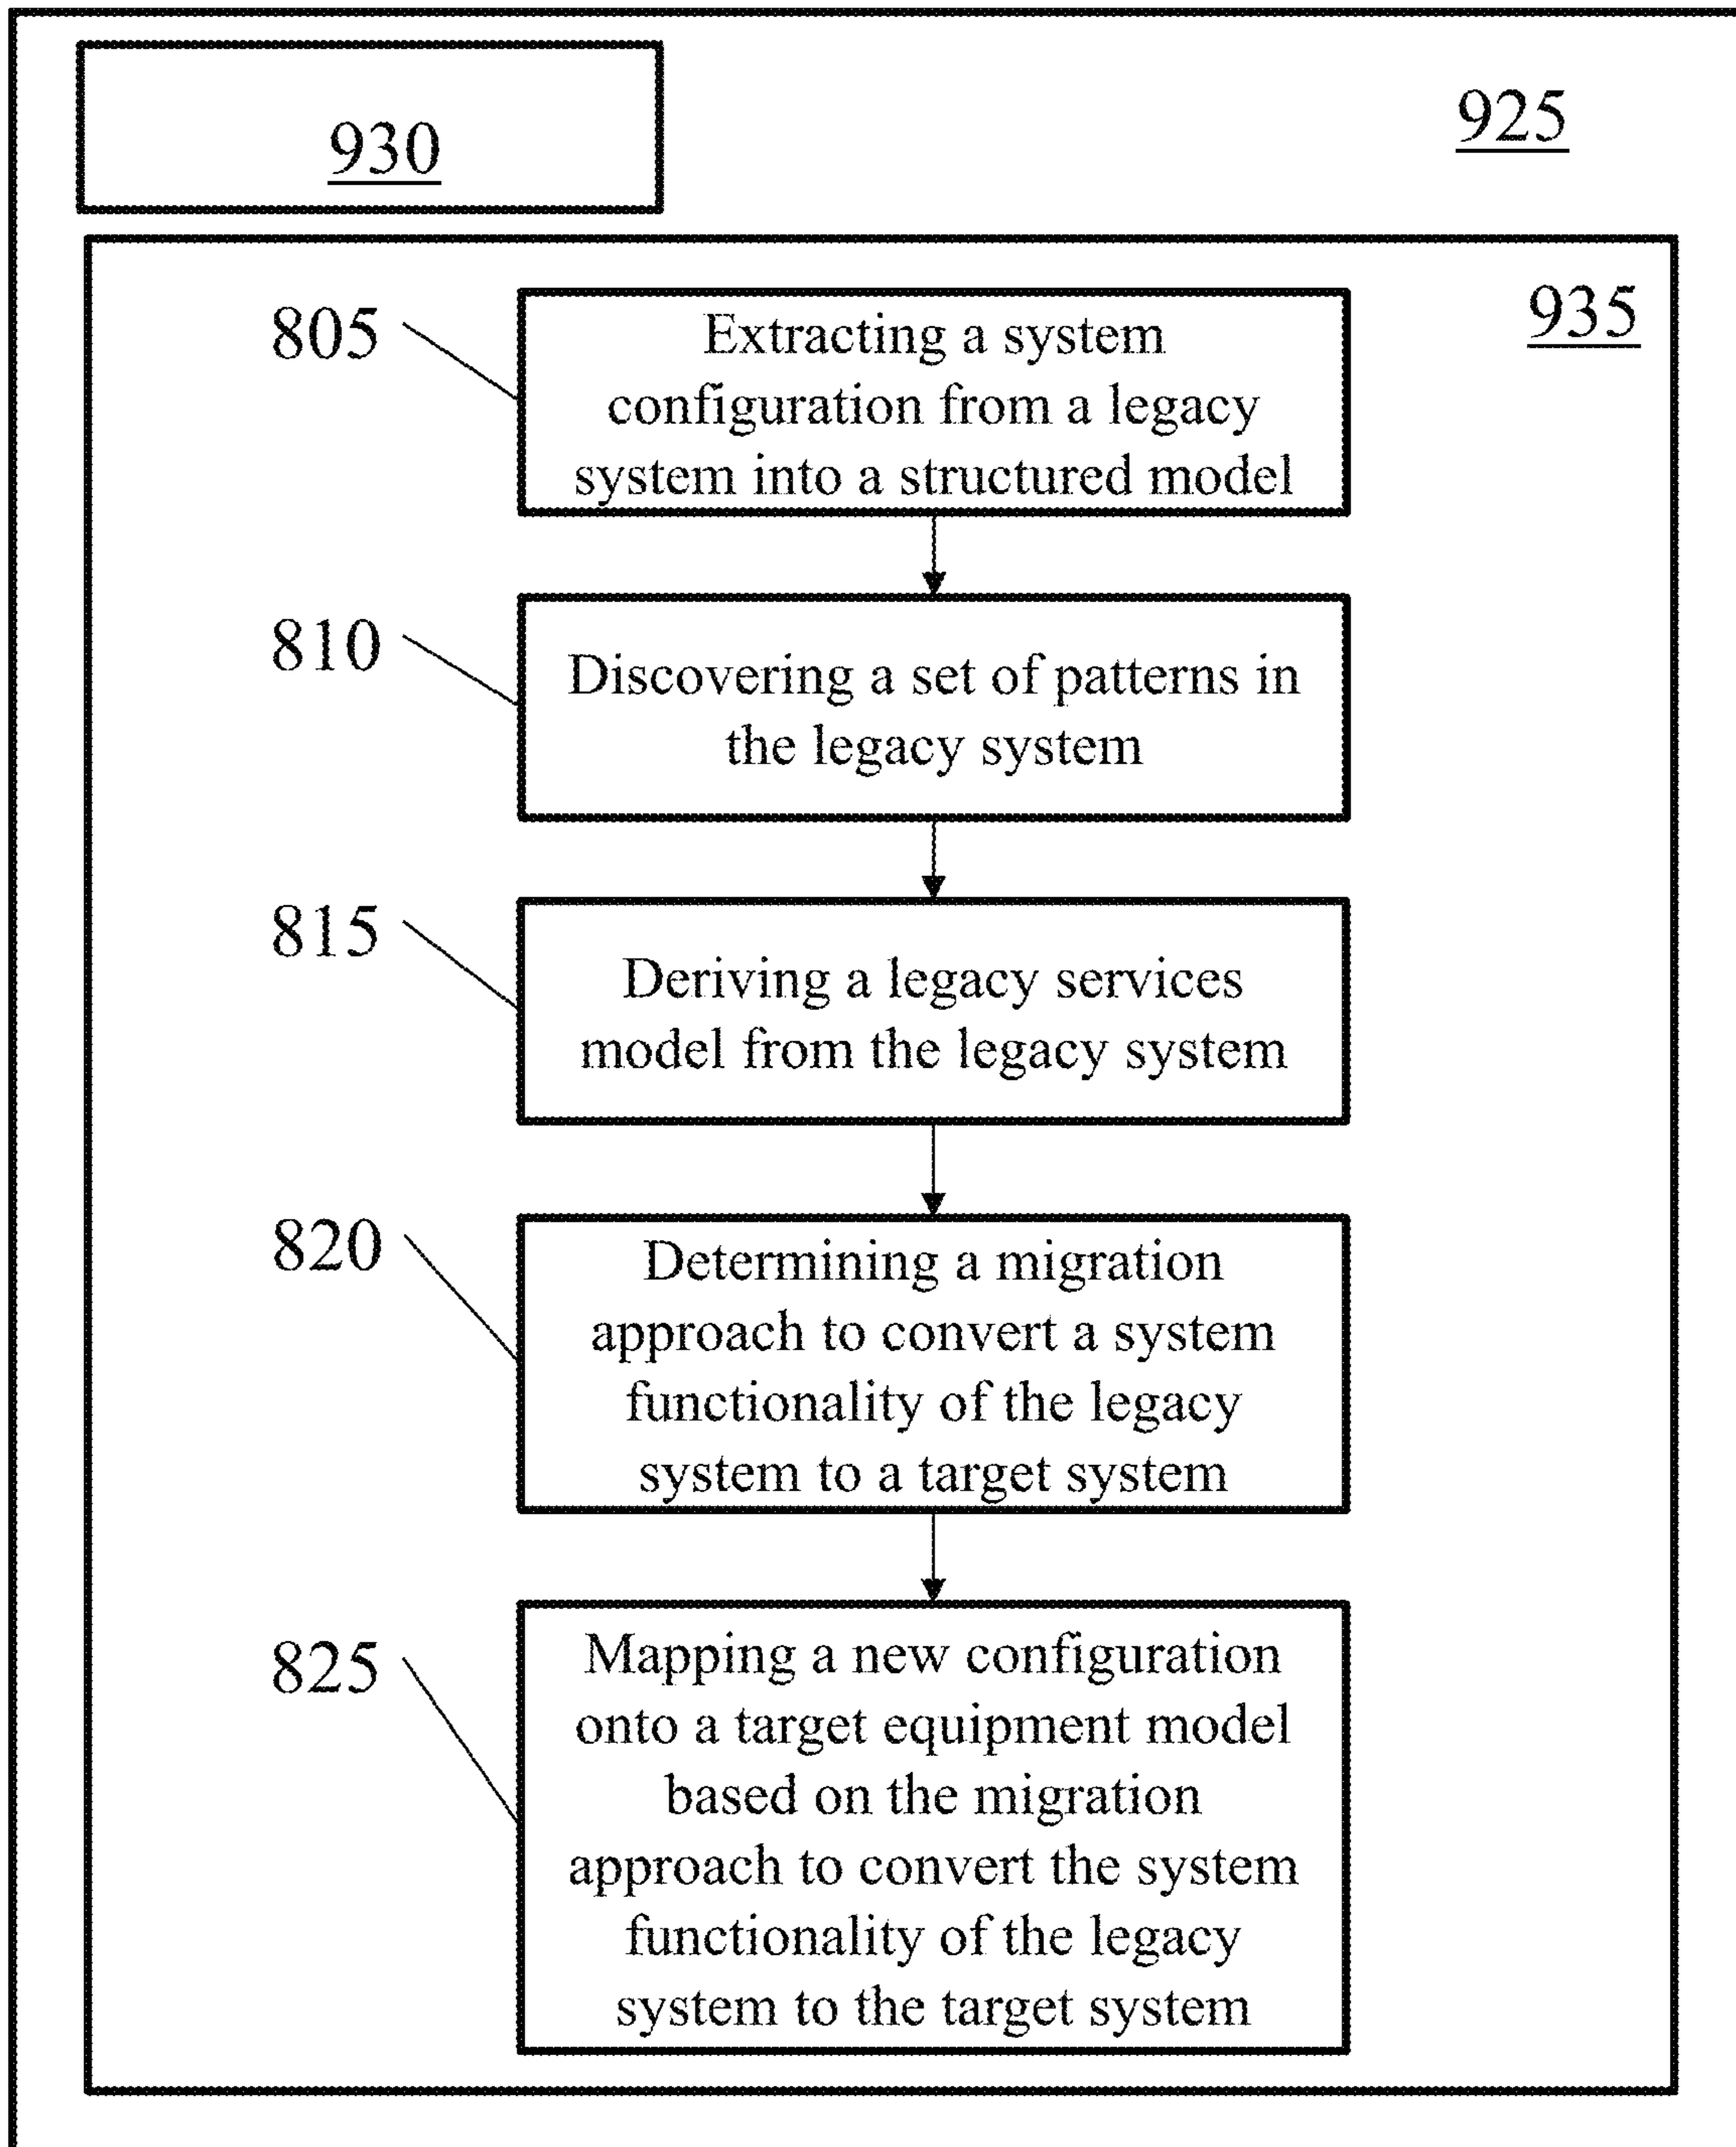 930
925
935
805
Extracting a system
configuration from a legacy
system into a structured model
810
Discovering a set of patterns in
the legacy system
815
Deriving a legacy services
model from the legacy system
820
Determining a migration
approach to convert a system
functionality of the legacy
system to a target system
825
Mapping a new configuration
onto a target equipment model
based on the migration
approach to convert the system
functionality of the legacy
system to the target system